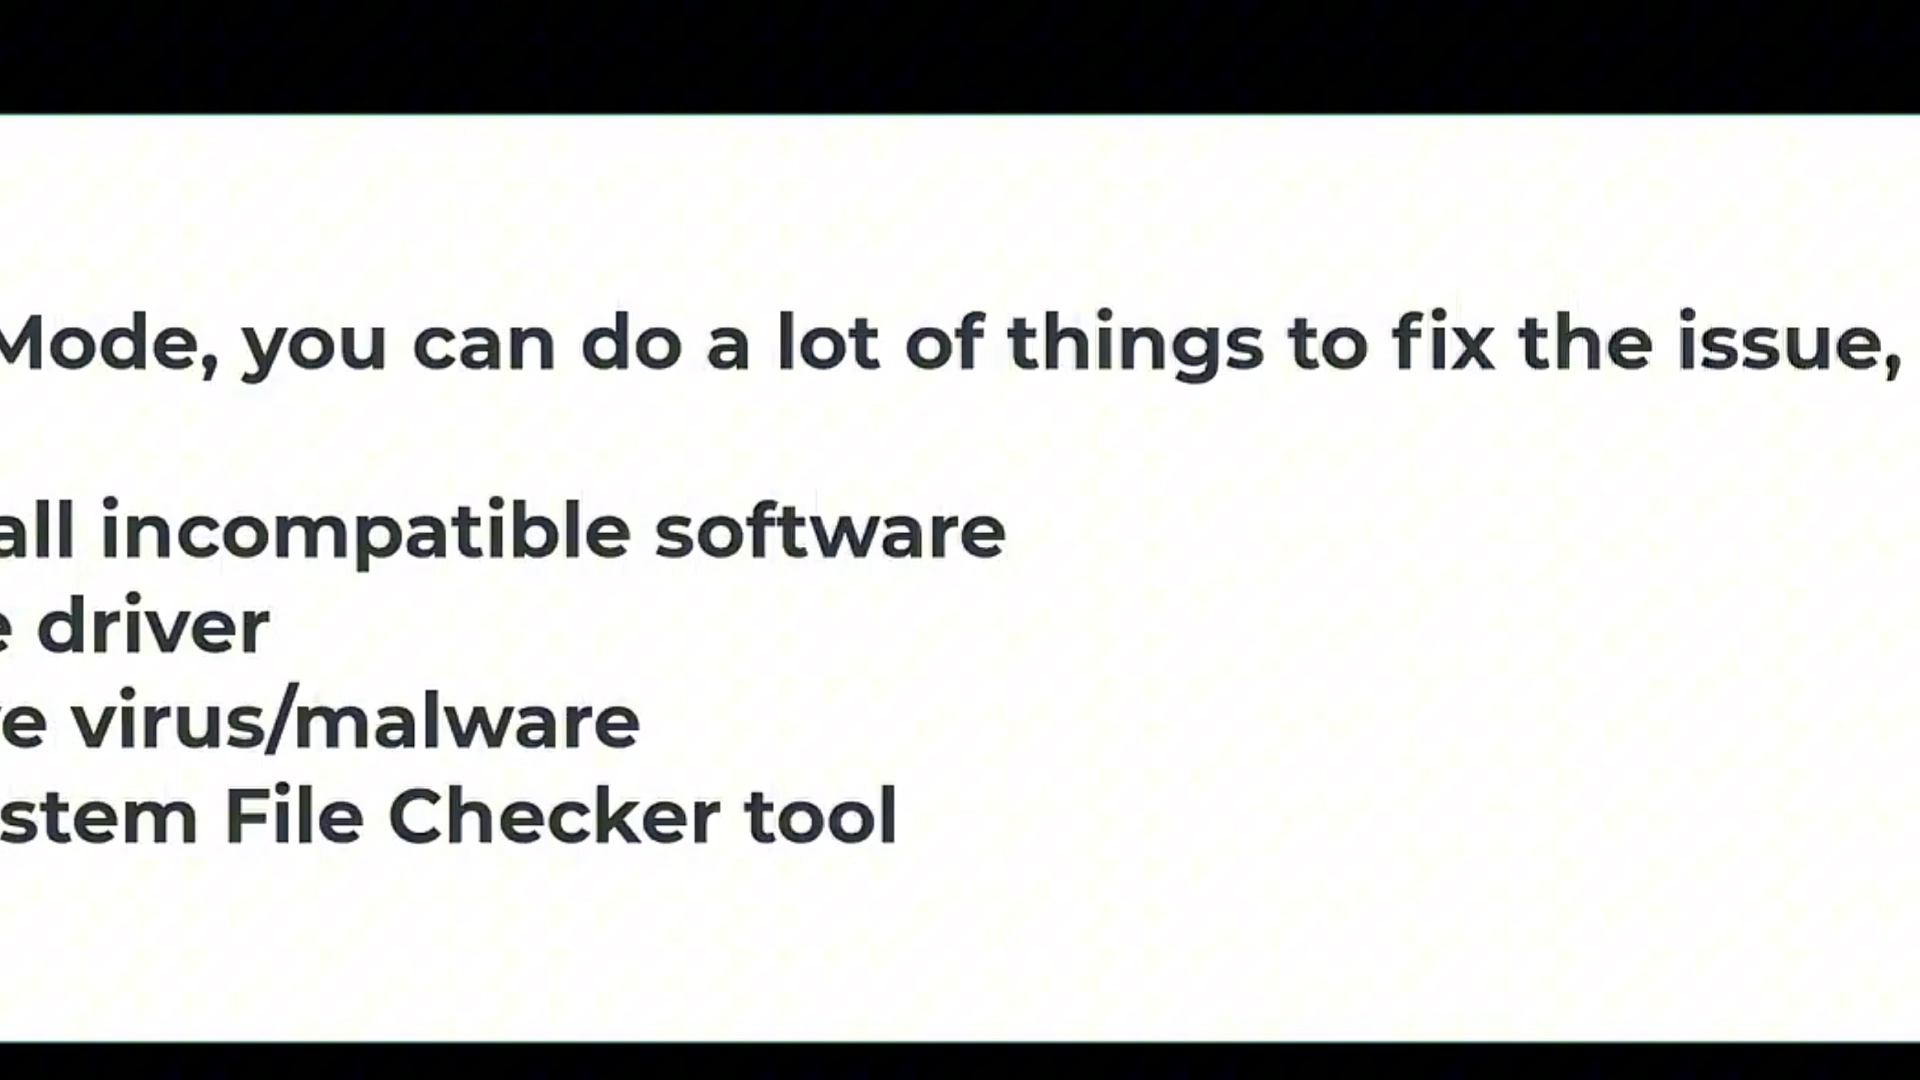 Mode, you can do a lot of things to fix the issue,
all incompatible software
e driver
ve virus/malware
stem File Checker tool